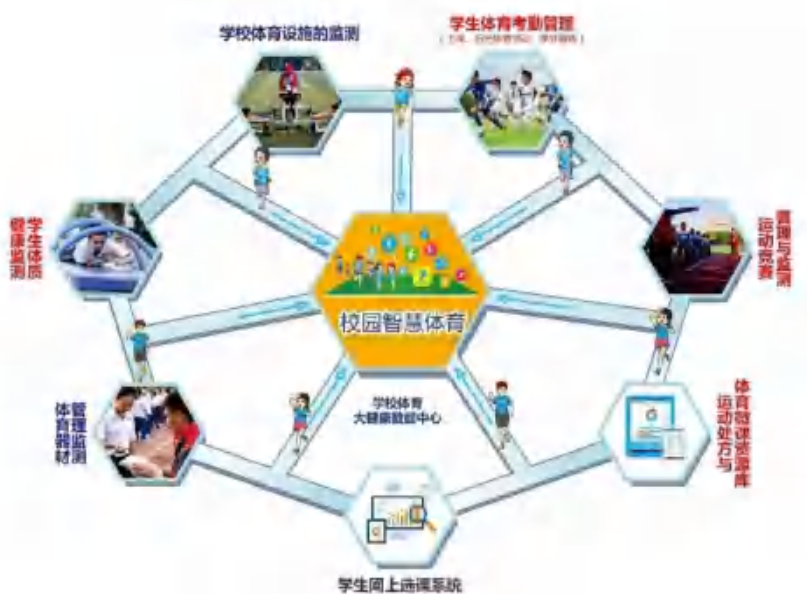 学校体育设施的监测
学生体育考勤管理
学生体质
健康监测
运动竞赛
管理与监测
校园智慧体育
体育器材
管理监测
学校体育
大健康数据中心
运动处方与
体育微课资源库
学生网上选课系统